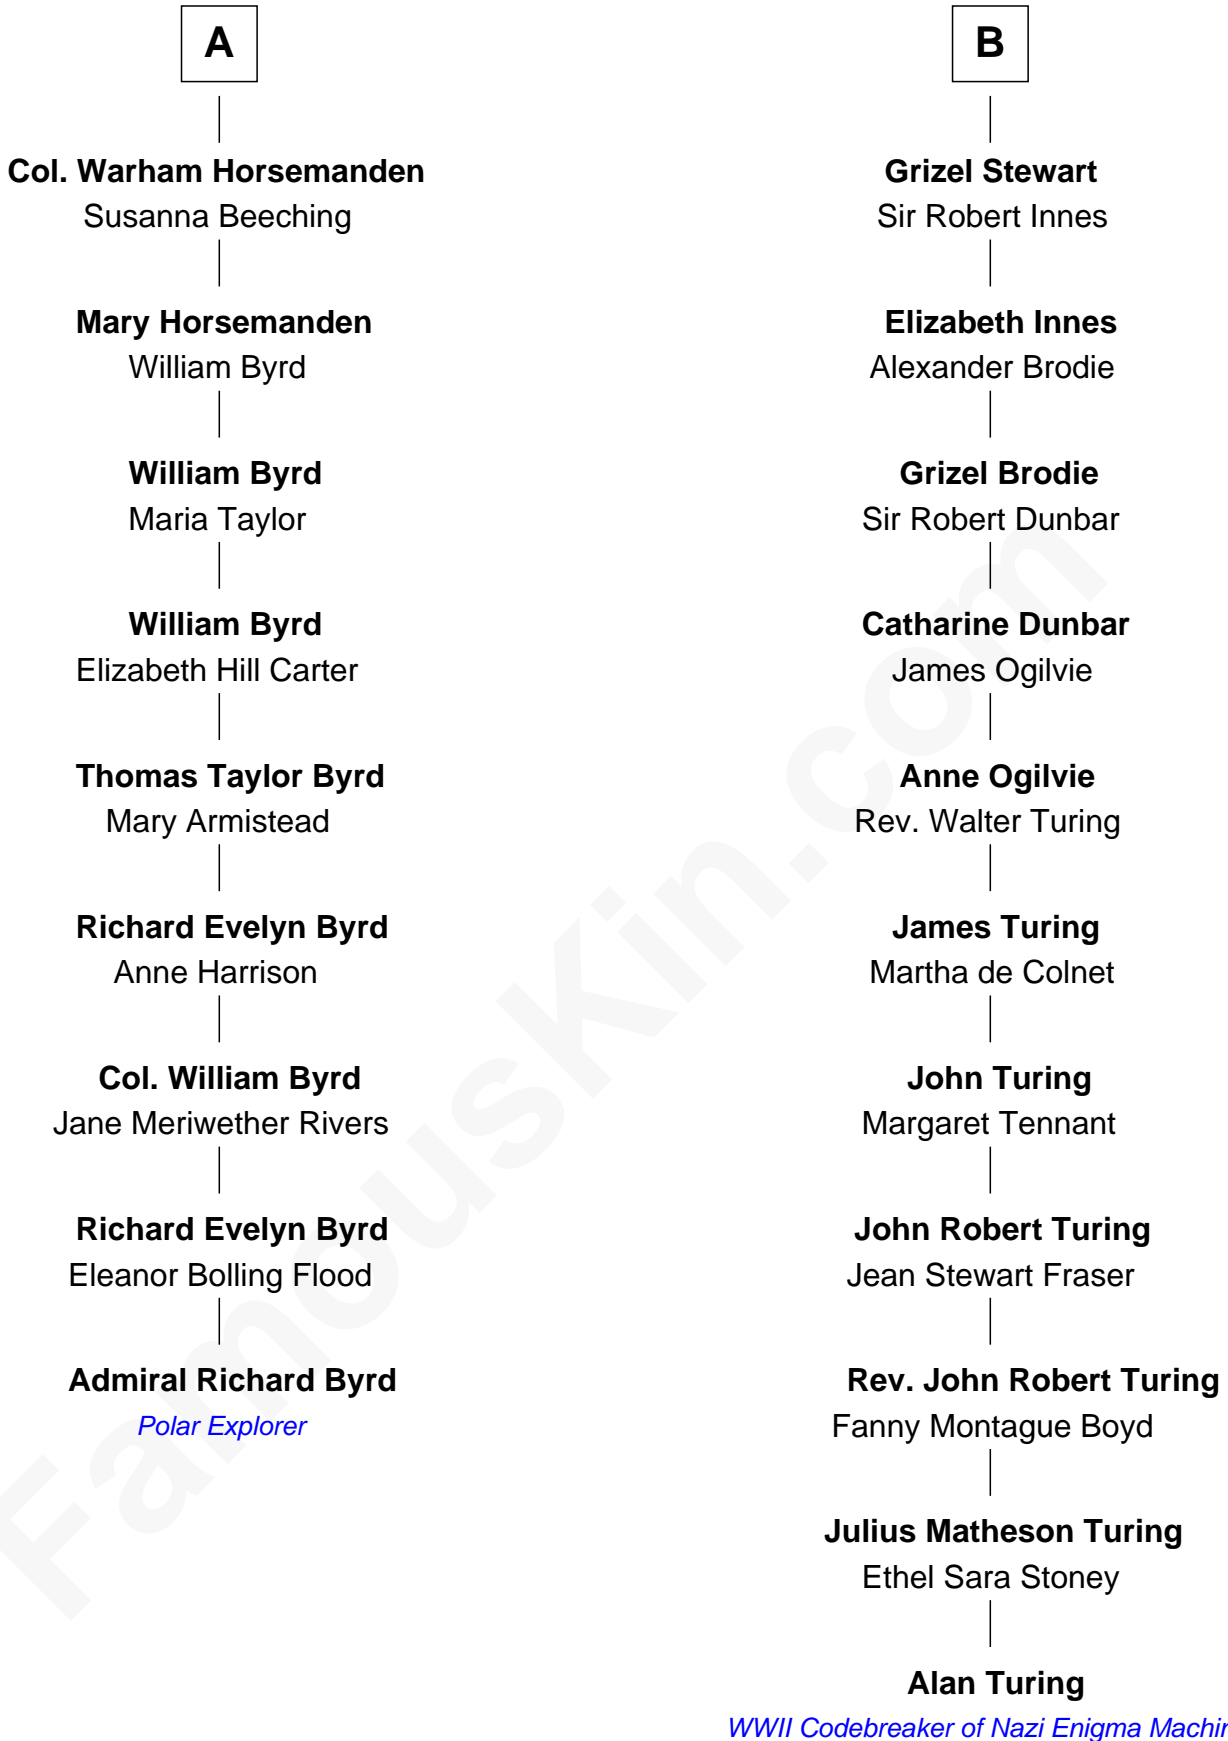 A
Col. Warham Horsemanden
Susanna Beeching
Mary Horsemanden
William Byrd
William Byrd
Maria Taylor
William Byrd
Elizabeth Hill Carter
Thomas Taylor Byrd
Mary Armistead
Richard Evelyn Byrd
Anne Harrison
Col. William Byrd
Jane Meriwether Rivers
Richard Evelyn Byrd
Eleanor Bolling Flood
Admiral Richard Byrd
Polar Explorer
B
Grizel Stewart
Sir Robert Innes
Elizabeth Innes
Alexander Brodie
Grizel Brodie
Sir Robert Dunbar
Catharine Dunbar
James Ogilvie
Anne Ogilvie
Rev. Walter Turing
James Turing
Martha de Colnet
John Turing
Margaret Tennant
John Robert Turing
Jean Stewart Fraser
Rev. John Robert Turing
Fanny Montague Boyd
Julius Matheson Turing
Ethel Sara Stoney
Alan Turing
WWII Codebreaker of Nazi Enigma Machin
FamousKin.com